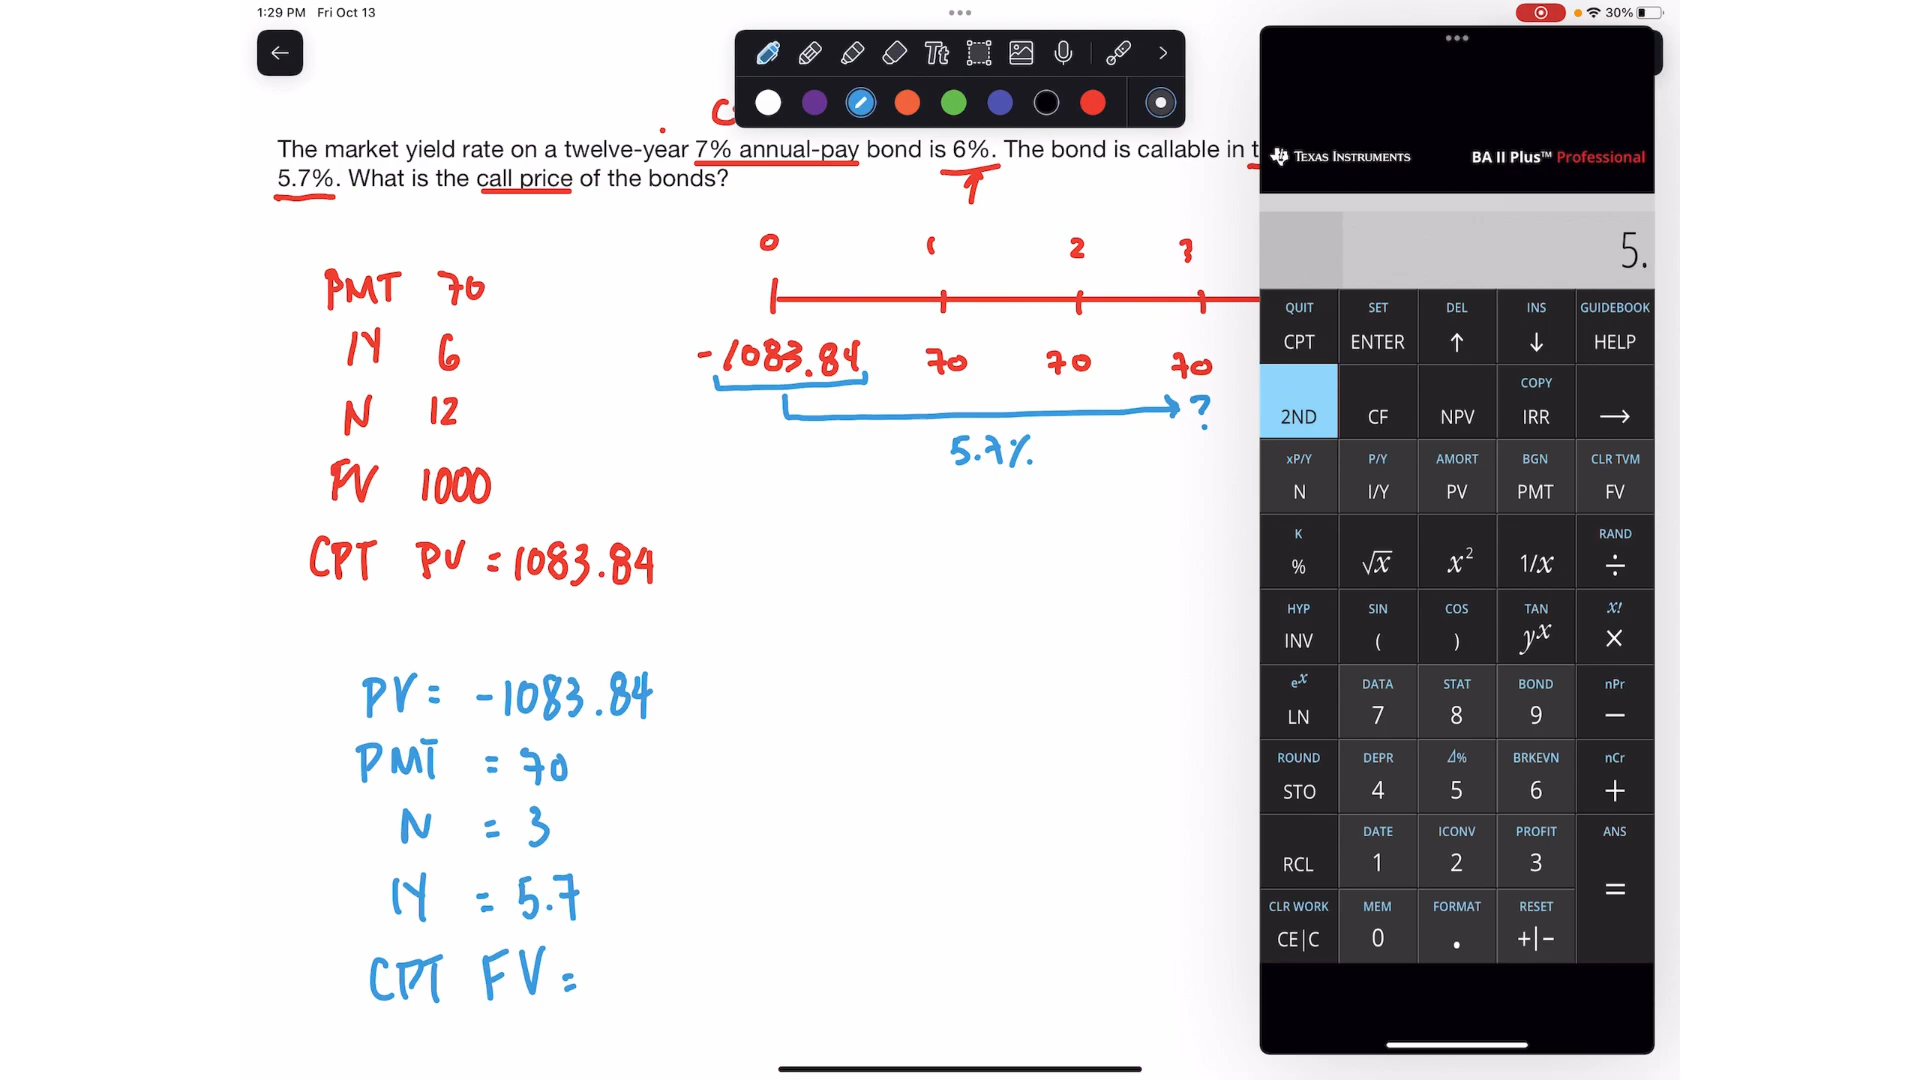 1:29 PM Fri Oct 13
30%
C
The market yield rate on a twelve-year 7% annual-pay bond is 6%. The bond is callable in t
5.7%. What is the call price of the bonds?
0 1 2 3
PMT 70
IY 6
N 12
FV 1000
CPT PV = 1083.84
-1083.84 70 70 70
?
5.7%
PV = -1083.84
PMT = 70
N = 3
IY = 5.7
CPT FV =
Tt
TEXAS INSTRUMENTS BA II Plus™ Professional
5.
QUIT SET DEL INS GUIDEBOOK
CPT ENTER ↑ ↓ HELP
COPY
2ND CF NPV IRR →
xP/Y P/Y AMORT BGN CLR TVM
N I/Y PV PMT FV
K RAND
% √x x² 1/x ÷
HYP SIN COS TAN x!
INV ( ) yˣ ×
eˣ DATA STAT BOND nPr
LN 7 8 9 −
ROUND DEPR Δ% BRKEVN nCr
STO 4 5 6 +
DATE ICONV PROFIT ANS
RCL 1 2 3 =
CLR WORK MEM FORMAT RESET
CE|C 0 . +|−